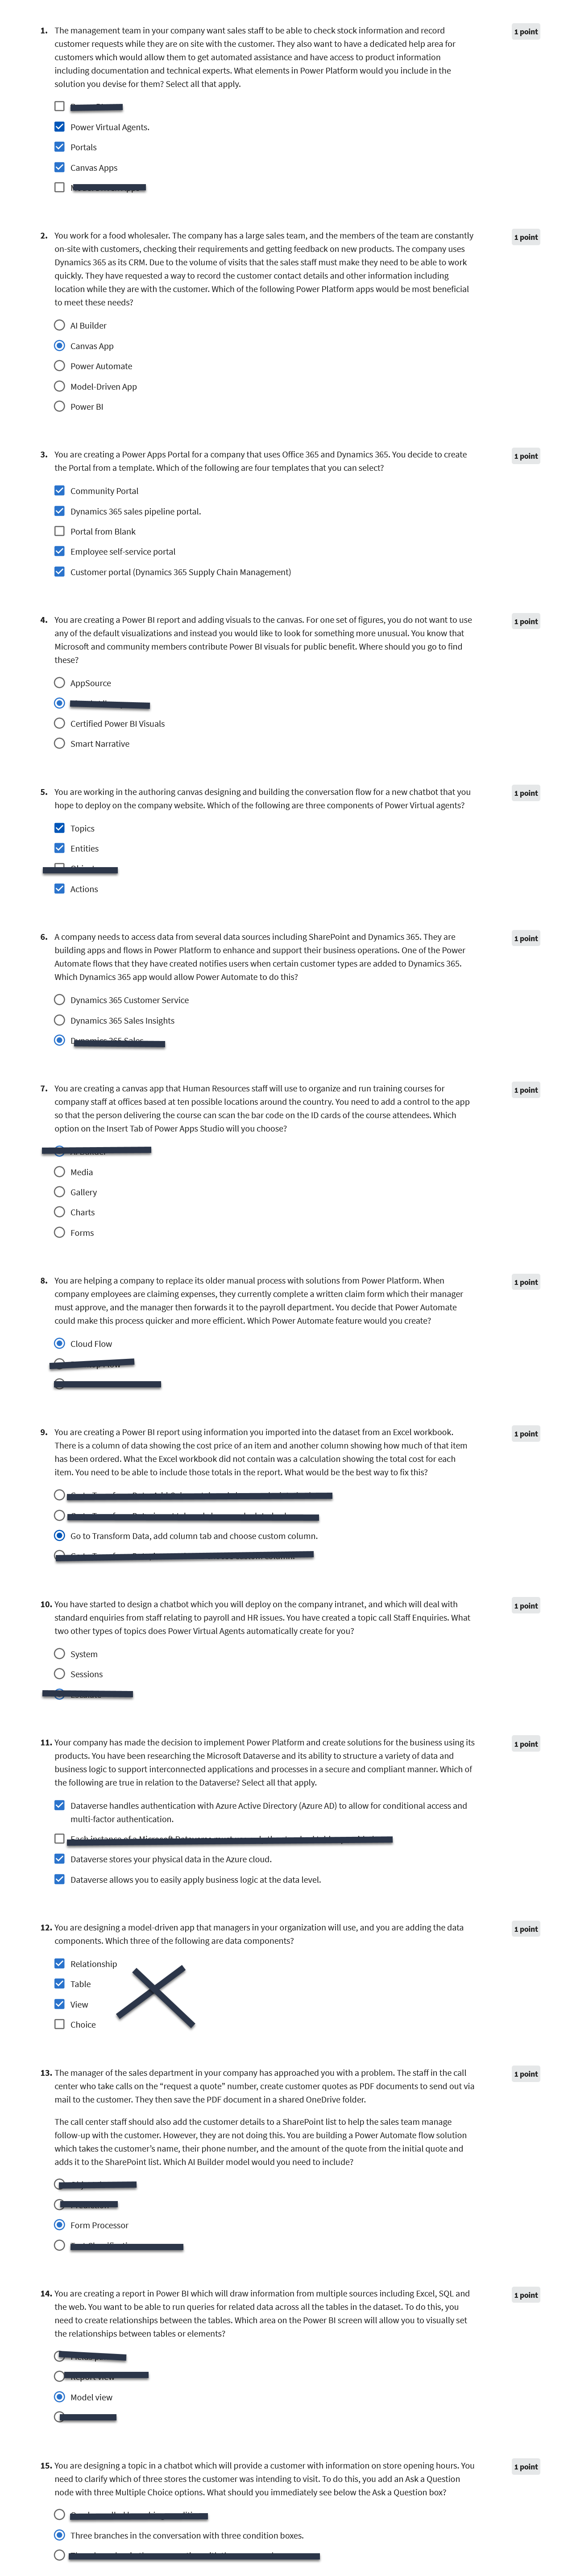 1. The management team in your company want sales staff to be able to check stock information and record
1 point
customer requests while they are on site with the customer. They also want to have a dedicated help area for
customers which would allow them to get automated assistance and have access to product information
including documentation and technical experts. What elements in Power Platform would you include in the
solution you devise for them? Select all that apply.
Power Virtual Agents.
Portals
Canvas Apps
2. You work for a food wholesaler. The company has a large sales team, and the members of the team are constantly
1 point
on-site with customers, checking their requirements and getting feedback on new products. The company uses
Dynamics 365 as its CRM. Due to the volume of visits that the sales staff must make they need to be able to work
quickly. They have requested a way to record the customer contact details and other information including
location while they are with the customer. Which of the following Power Platform apps would be most beneficial
to meet these needs?
AI Builder
Canvas App
Power Automate
Model-Driven App
Power BI
3. You are creating a Power Apps Portal for a company that uses Office 365 and Dynamics 365. You decide to create
1 point
the Portal from a template. Which of the following are four templates that you can select?
Community Portal
Dynamics 365 sales pipeline portal.
Portal from Blank
Employee self-service portal
Customer portal (Dynamics 365 Supply Chain Management)
4. You are creating a Power BI report and adding visuals to the canvas. For one set of figures, you do not want to use
1 point
any of the default visualizations and instead you would like to look for something more unusual. You know that
Microsoft and community members contribute Power BI visuals for public benefit. Where should you go to find
these?
AppSource
Certified Power BI Visuals
Smart Narrative
5. You are working in the authoring canvas designing and building the conversation flow for a new chatbot that you
1 point
hope to deploy on the company website. Which of the following are three components of Power Virtual agents?
Topics
Entities
Actions
6. A company needs to access data from several data sources including SharePoint and Dynamics 365. They are
1 point
building apps and flows in Power Platform to enhance and support their business operations. One of the Power
Automate flows that they have created notifies users when certain customer types are added to Dynamics 365.
Which Dynamics 365 app would allow Power Automate to do this?
Dynamics 365 Customer Service
Dynamics 365 Sales Insights
Dynamics 365 Sales
7. You are creating a canvas app that Human Resources staff will use to organize and run training courses for
1 point
company staff at offices based at ten possible locations around the country. You need to add a control to the app
so that the person delivering the course can scan the bar code on the ID cards of the course attendees. Which
option on the Insert Tab of Power Apps Studio will you choose?
Media
Gallery
Charts
Forms
8. You are helping a company to replace its older manual process with solutions from Power Platform. When
1 point
company employees are claiming expenses, they currently complete a written claim form which their manager
must approve, and the manager then forwards it to the payroll department. You decide that Power Automate
could make this process quicker and more efficient. Which Power Automate feature would you create?
Cloud Flow
9. You are creating a Power BI report using information you imported into the dataset from an Excel workbook.
1 point
There is a column of data showing the cost price of an item and another column showing how much of that item
has been ordered. What the Excel workbook did not contain was a calculation showing the total cost for each
item. You need to be able to include those totals in the report. What would be the best way to fix this?
Go to Transform Data, add column tab and choose custom column.
10. You have started to design a chatbot which you will deploy on the company intranet, and which will deal with
1 point
standard enquiries from staff relating to payroll and HR issues. You have created a topic call Staff Enquiries. What
two other types of topics does Power Virtual Agents automatically create for you?
System
Sessions
11. Your company has made the decision to implement Power Platform and create solutions for the business using its
1 point
products. You have been researching the Microsoft Dataverse and its ability to structure a variety of data and
business logic to support interconnected applications and processes in a secure and compliant manner. Which of
the following are true in relation to the Dataverse? Select all that apply.
Dataverse handles authentication with Azure Active Directory (Azure AD) to allow for conditional access and
multi-factor authentication.
Dataverse stores your physical data in the Azure cloud.
Dataverse allows you to easily apply business logic at the data level.
12. You are designing a model-driven app that managers in your organization will use, and you are adding the data
1 point
components. Which three of the following are data components?
Relationship
Table
View
Choice
13. The manager of the sales department in your company has approached you with a problem. The staff in the call
1 point
center who take calls on the "request a quote" number, create customer quotes as PDF documents to send out via
mail to the customer. They then save the PDF document in a shared OneDrive folder.
The call center staff should also add the customer details to a SharePoint list to help the sales team manage
follow-up with the customer. However, they are not doing this. You are building a Power Automate flow solution
which takes the customer's name, their phone number, and the amount of the quote from the initial quote and
adds it to the SharePoint list. Which AI Builder model would you need to include?
Form Processor
14. You are creating a report in Power BI which will draw information from multiple sources including Excel, SQL and
1 point
the web. You want to be able to run queries for related data across all the tables in the dataset. To do this, you
need to create relationships between the tables. Which area on the Power BI screen will allow you to visually set
the relationships between tables or elements?
Model view
15. You are designing a topic in a chatbot which will provide a customer with information on store opening hours. You
1 point
need to clarify which of three stores the customer was intending to visit. To do this, you add an Ask a Question
node with three Multiple Choice options. What should you immediately see below the Ask a Question box?
Three branches in the conversation with three condition boxes.